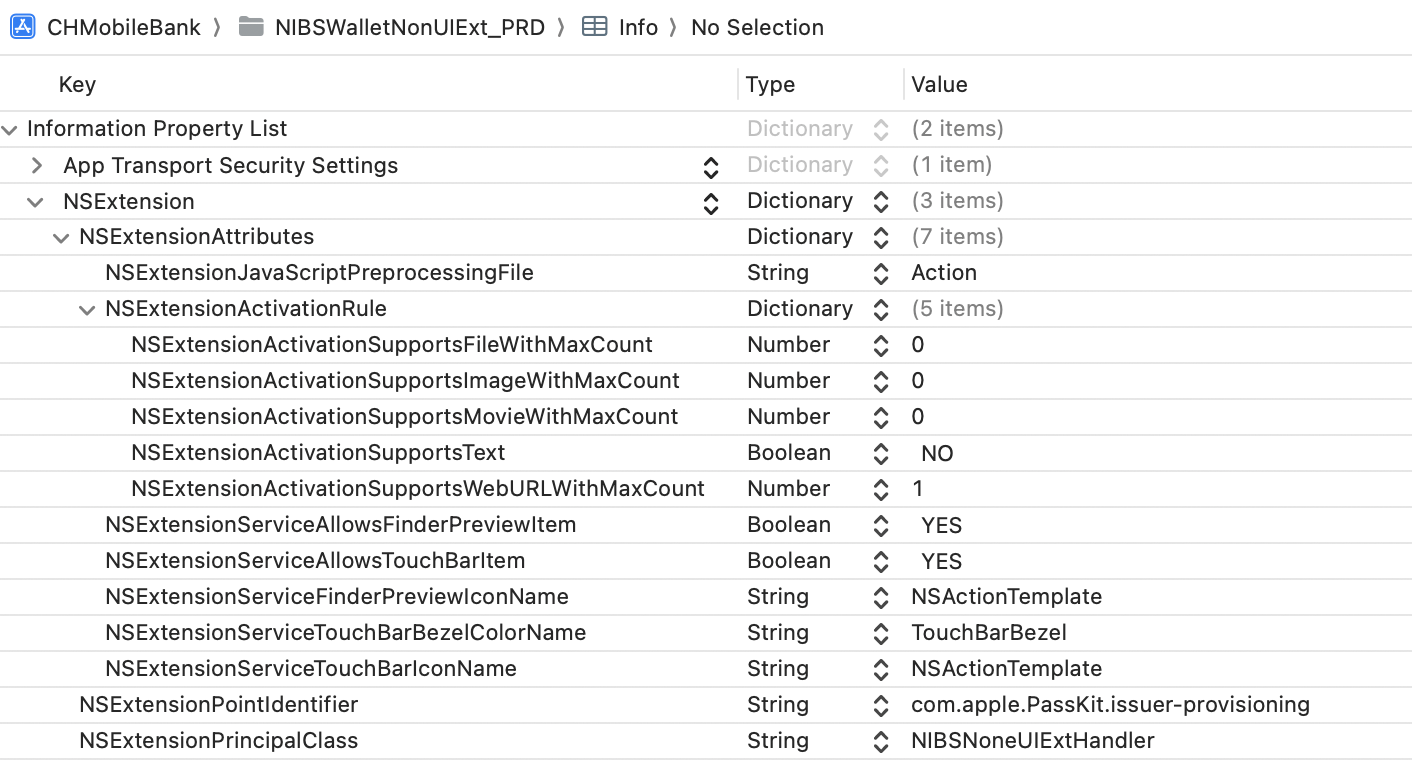 CHMobileBank 〉 NIBSWalletNonUIExt_PRD 〉 Info 〉 No Selection
Key Type Value
Information Property List Dictionary (2 items)
App Transport Security Settings Dictionary (1 item)
NSExtension Dictionary (3 items)
NSExtensionAttributes Dictionary (7 items)
NSExtensionJavaScriptPreprocessingFile String Action
NSExtensionActivationRule Dictionary (5 items)
NSExtensionActivationSupportsFileWithMaxCount Number 0
NSExtensionActivationSupportsImageWithMaxCount Number 0
NSExtensionActivationSupportsMovieWithMaxCount Number 0
NSExtensionActivationSupportsText Boolean NO
NSExtensionActivationSupportsWebURLWithMaxCount Number 1
NSExtensionServiceAllowsFinderPreviewItem Boolean YES
NSExtensionServiceAllowsTouchBarItem Boolean YES
NSExtensionServiceFinderPreviewIconName String NSActionTemplate
NSExtensionServiceTouchBarBezelColorName String TouchBarBezel
NSExtensionServiceTouchBarIconName String NSActionTemplate
NSExtensionPointIdentifier String com.apple.PassKit.issuer-provisioning
NSExtensionPrincipalClass String NIBSNoneUIExtHandler